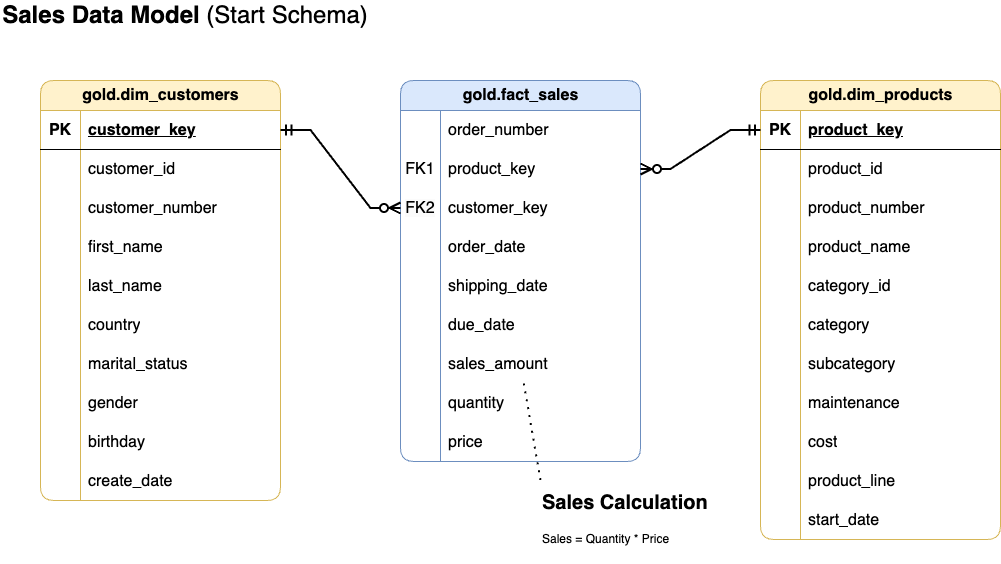 Sales Data Model (Start Schema)
gold.dim_customers
PK customer_key
customer_id
customer_number
first_name
last_name
country
marital_status
gender
birthday
create_date
gold.fact_sales
order_number
FK1 product_key
FK2 customer_key
order_date
shipping_date
due_date
sales_amount
quantity
price
Sales Calculation
Sales = Quantity * Price
gold.dim_products
PK product_key
product_id
product_number
product_name
category_id
category
subcategory
maintenance
cost
product_line
start_date